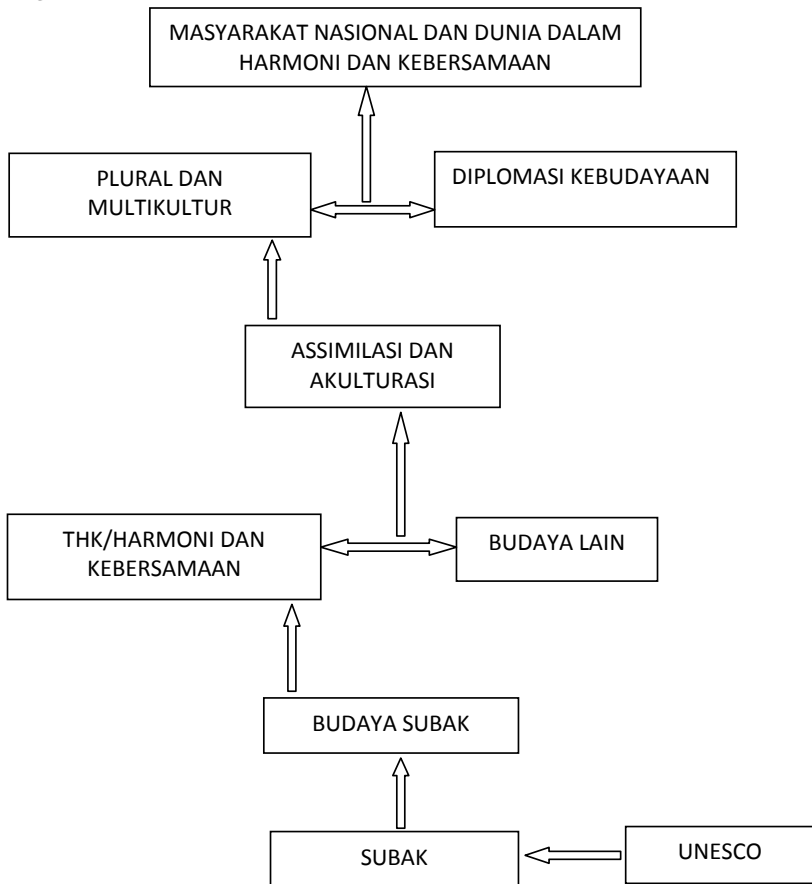 MASYARAKAT NASIONAL DAN DUNIA DALAM
HARMONI DAN KEBERSAMAAN
PLURAL DAN
MULTIKULTUR
DIPLOMASI KEBUDAYAAN
ASSIMILASI DAN
AKULTURASI
THK/HARMONI DAN
KEBERSAMAAN
BUDAYA LAIN
BUDAYA SUBAK
SUBAK
UNESCO